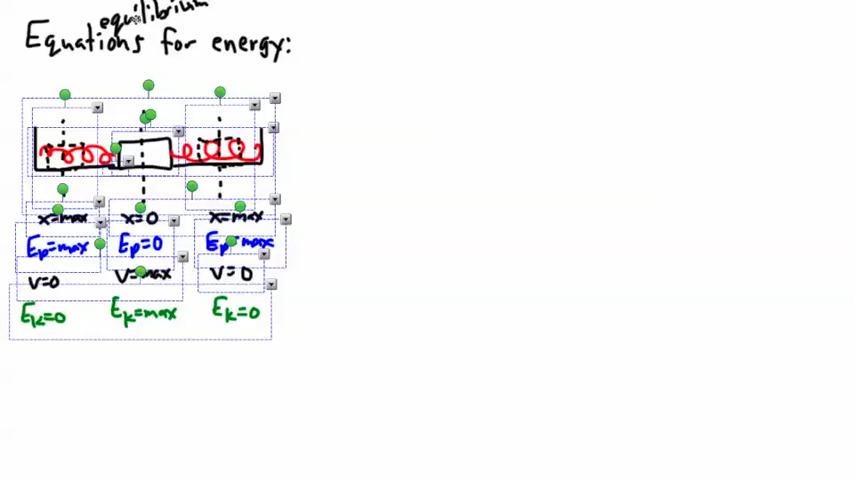 equilibrium
Equations for energy:
x=max x=0 x=max
Ep=max Ep=0 Ep=max
v=0 v=max v=0
Ek=0 Ek=max Ek=0